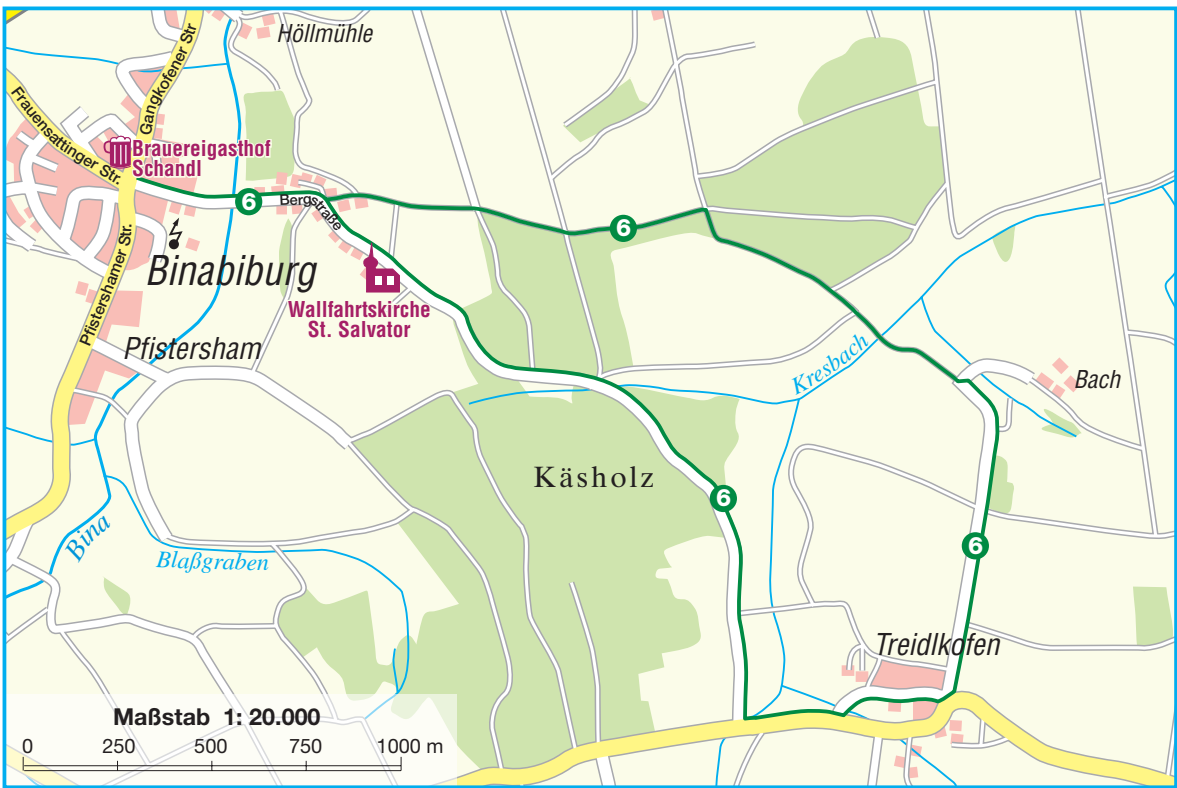 Höllmühle
Gangkofener Str
Frauensattinger Str.
Brauereigasthof
Schandl
6
Bergstraße
6
Pfistershamer Str.
Binabiburg
Wallfahrtskirche
St. Salvator
Pfistersham
Kresbach
Bach
Käsholz
6
6
Bina
Blaßgraben
Treidlkofen
Maßstab 1: 20.000
0 250 500 750 1000 m